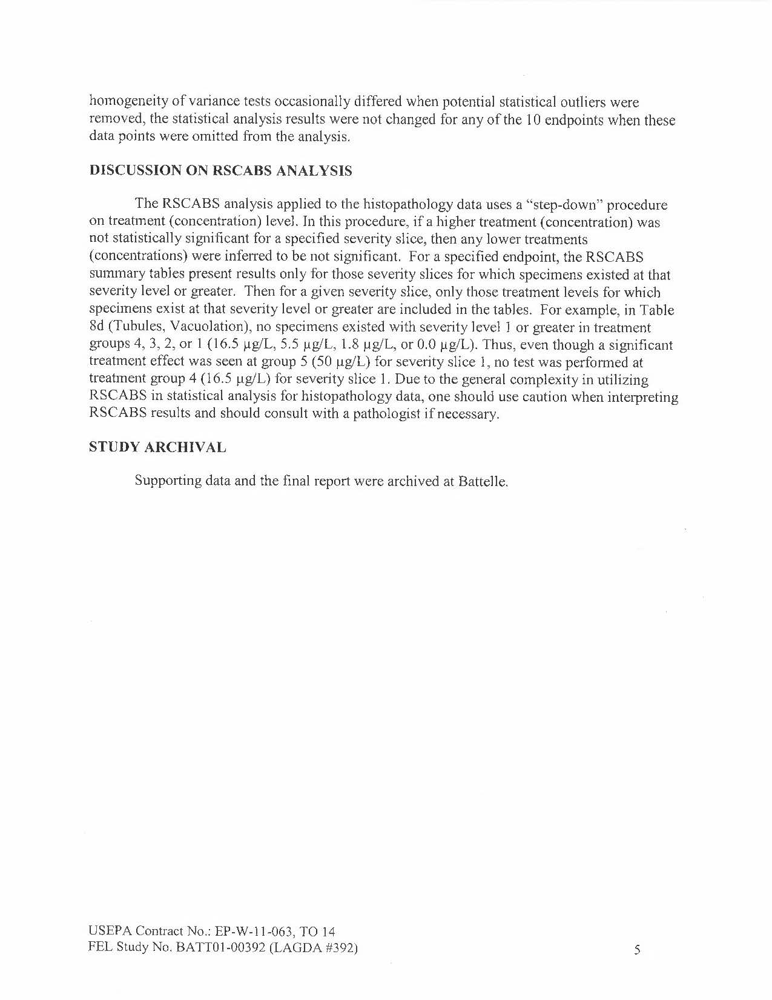 homogeneity of variance tests occasionally differed when potential statistical outliers were
removed, the statistical analysis results were not changed for any of the 10 endpoints when these
data points were omitted from the analysis.
DISCUSSION ON RSCABS ANALYSIS
The RSCABS analysis applied to the histopathology data uses a “step-down” procedure
on treatment (concentration) level. In this procedure, if a higher treatment (concentration) was
not statistically significant for a specified severity slice, then any lower treatments
(concentrations) were inferred to be not significant. For a specified endpoint, the RSCABS
summary tables present results only for those severity slices for which specimens existed at that
severity level or greater. Then for a given severity slice, only those treatment levels for which
specimens exist at that severity level or greater are included in the tables. For example, in Table
8d (Tubules, Vacuolation), no specimens existed with severity level 1 or greater in treatment
groups 4, 3, 2, or 1 (16.5 µg/L, 5.5 µg/L, 1.8 µg/L, or 0.0 µg/L). Thus, even though a significant
treatment effect was seen at group 5 (50 µg/L) for severity slice 1, no test was performed at
treatment group 4 (16.5 µg/L) for severity slice 1. Due to the general complexity in utilizing
RSCABS in statistical analysis for histopathology data, one should use caution when interpreting
RSCABS results and should consult with a pathologist if necessary.
STUDY ARCHIVAL
Supporting data and the final report were archived at Battelle.
USEPA Contract No.: EP-W-11-063, TO 14
FEL Study No. BATT01-00392 (LAGDA #392) 5